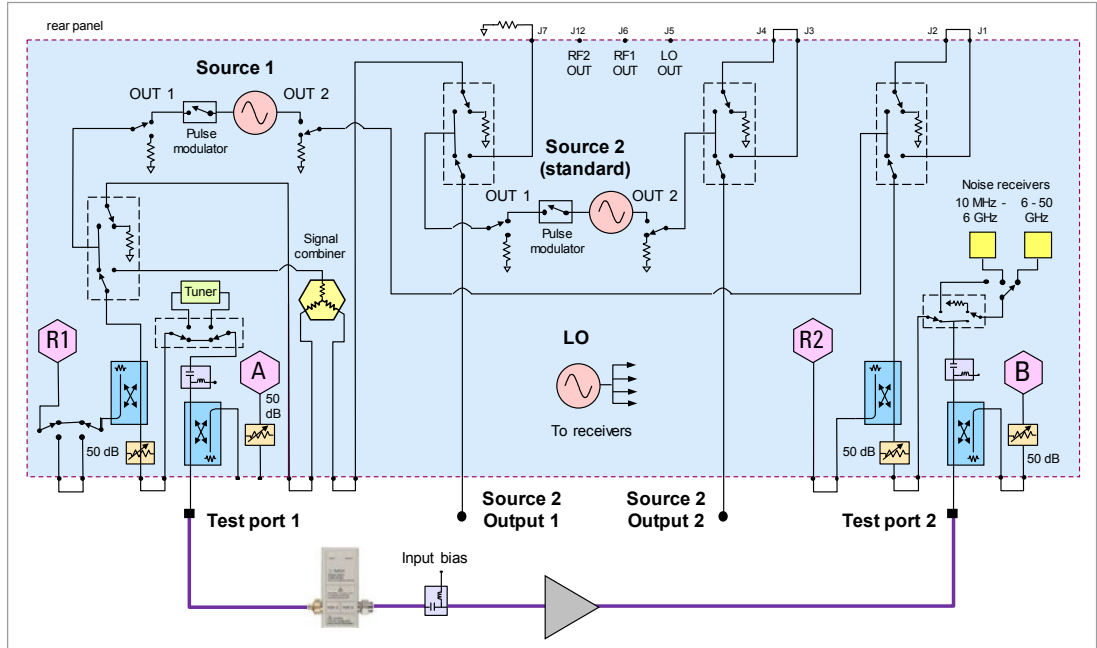 rear panel
J7
J12
J6
J5
J4
J3
J2
J1
RF2
OUT
RF1
OUT
LO
OUT
Source 1
OUT 1
OUT 2
Pulse
modulator
Source 2
(standard)
OUT 1
OUT 2
Pulse
modulator
Noise receivers
10 MHz -
6 GHz
6 - 50
GHz
Signal
combiner
Tuner
LO
To receivers
R1
A
R2
B
50
dB
50 dB
50 dB
50 dB
Test port 1
Source 2
Output 1
Source 2
Output 2
Test port 2
Input bias